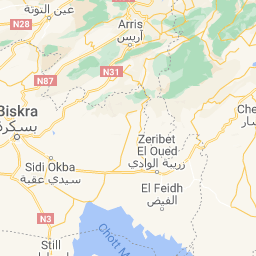 عين التوتة
N28
Arris
أريس
N31
N87
Biskra
بسكرة
Zeribet
El Oued
زريبة الوادي
Sidi Okba
سيدي عقبة
El Feidh
الفيض
N3
Still
Chott M
Che